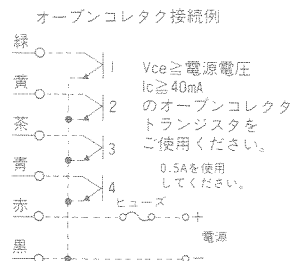 オープンコレタク接続例
緑
1
Vce≧電源電圧
Ic≧40mA
黄
2
のオープンコレクタ
トランジスタを
茶
ご使用ください。
3
青
0.5Aを使用
してください。
4
赤
ヒューズ
+
電源
黒
−